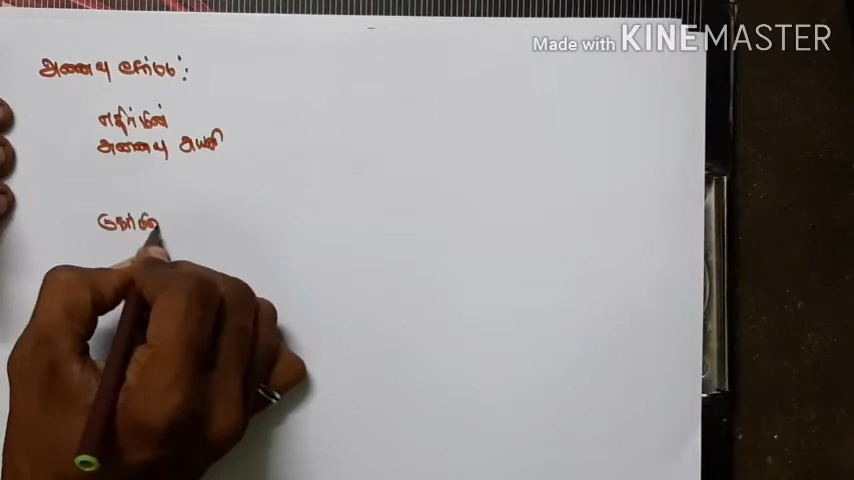 Made with KINEMASTER
அணைவு சேர்மம்:
எதிர்மின்
அணைவு அயனி
நேர்மி